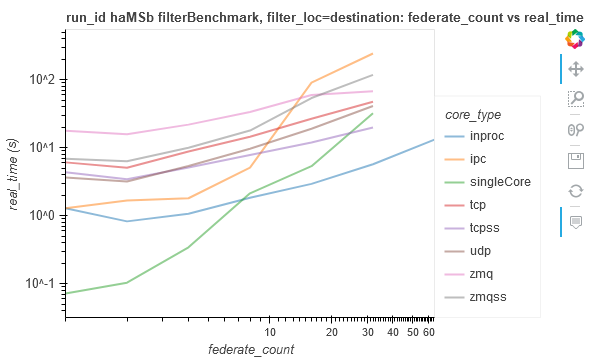 run_id haMSb filterBenchmark, filter_loc=destination: federate_count vs real_time
10^2
10^1
10^0
10^-1
real_time (s)
10
20
30
40
50
60
federate_count
core_type
inproc
ipc
singleCore
tcp
tcpss
udp
zmq
zmqss